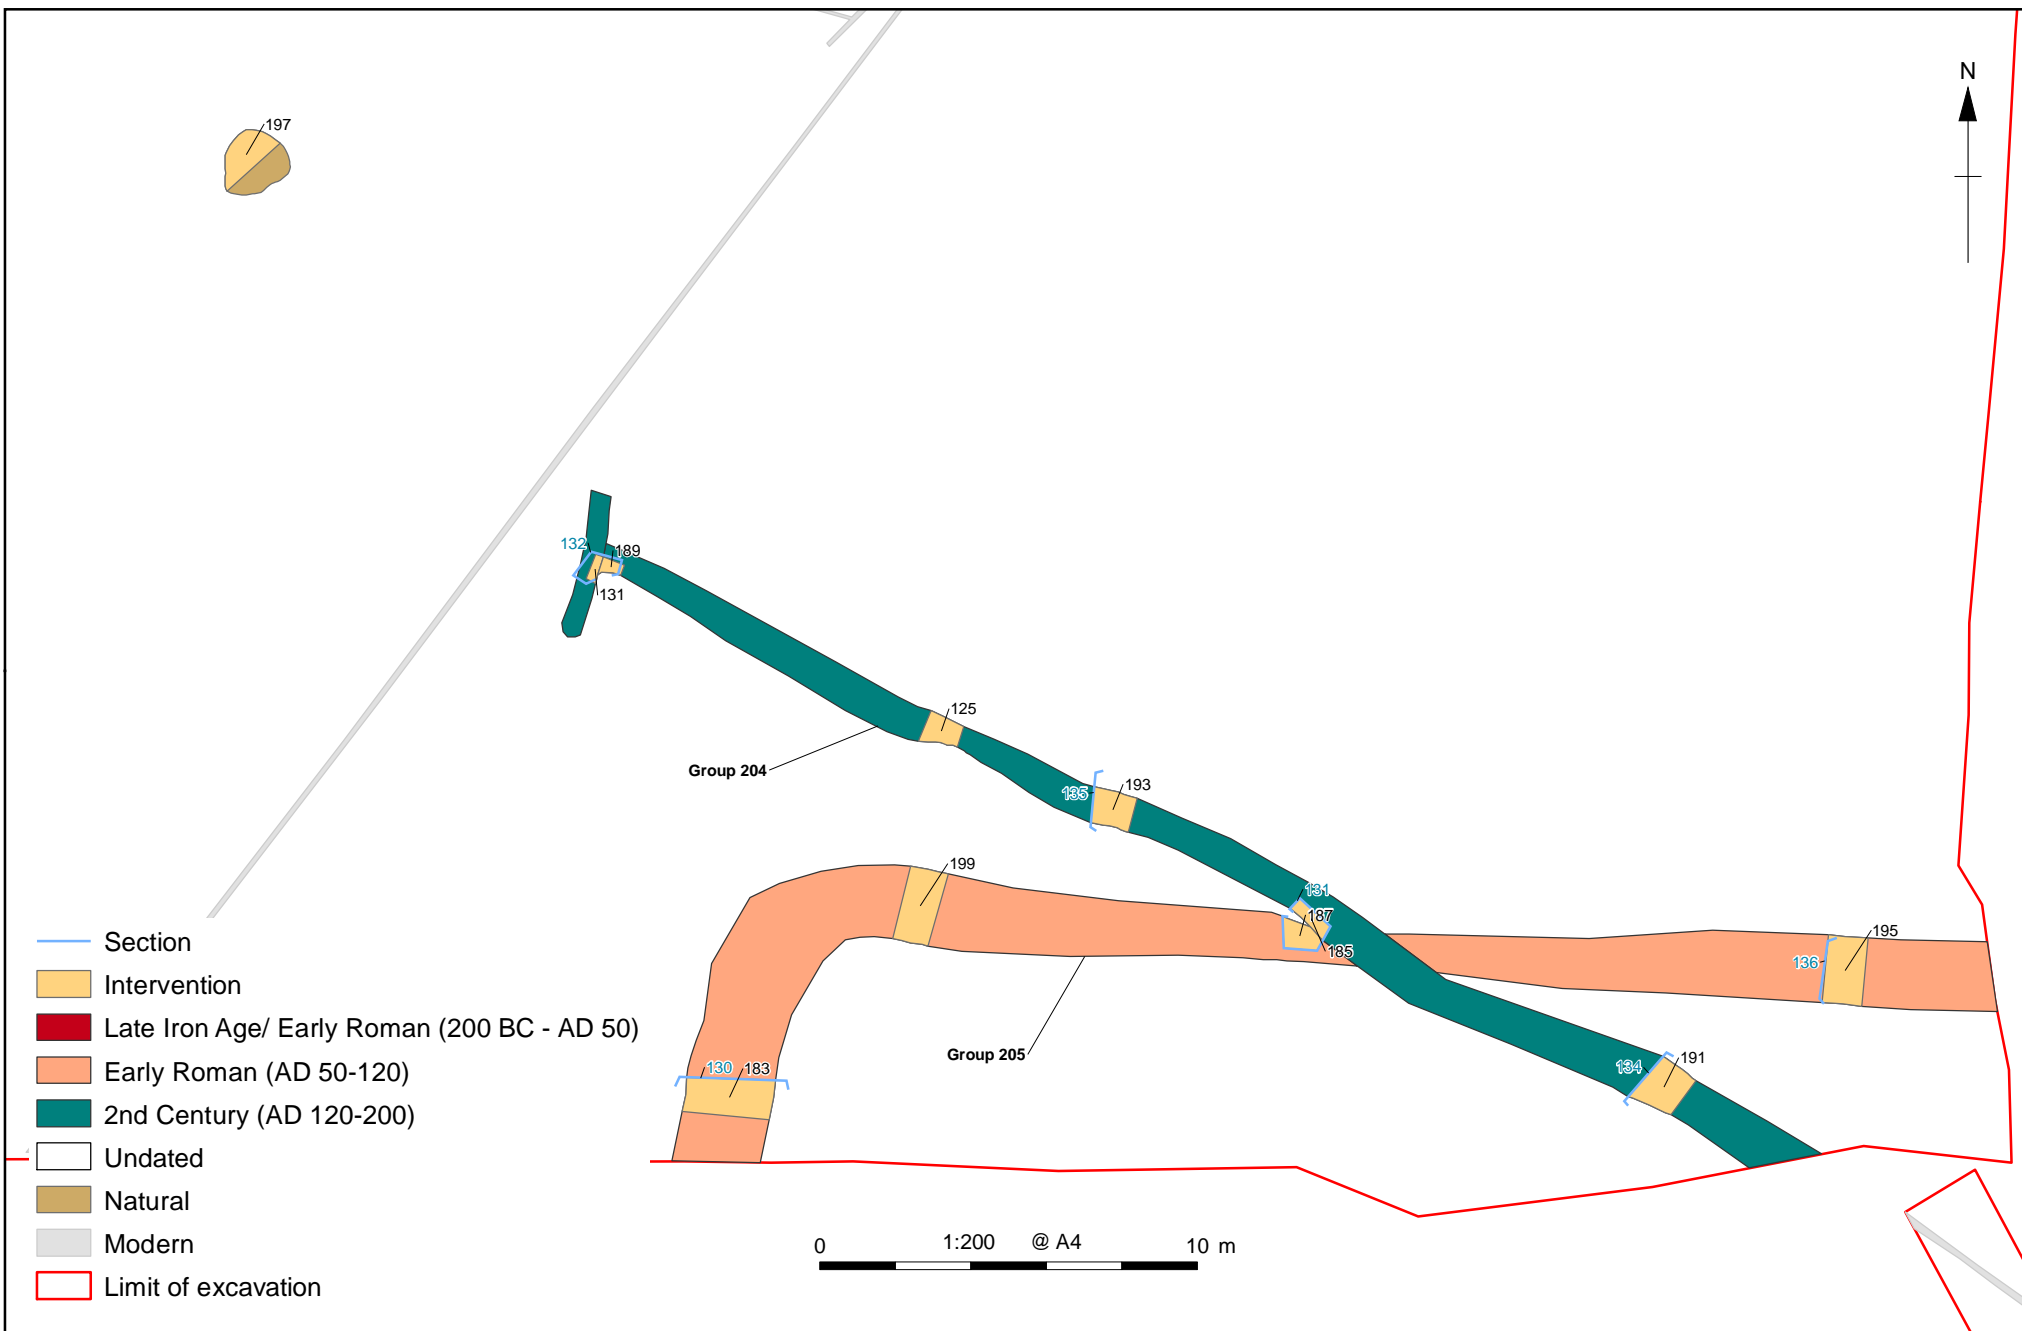 N
197
132
189
131
125
Group 204
135
193
199
131
187
185
195
136
Group 205
130
183
134
191
Section
Intervention
Late Iron Age/ Early Roman (200 BC - AD 50)
Early Roman (AD 50-120)
2nd Century (AD 120-200)
Undated
Natural
Modern
Limit of excavation
0 1:200 @ A4 10 m